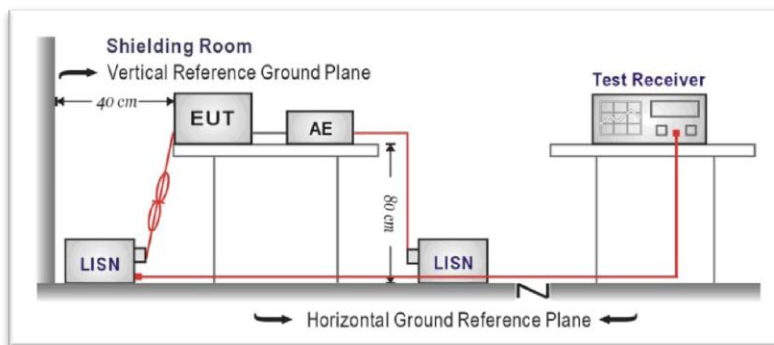 Shielding Room
Vertical Reference Ground Plane
Test Receiver
40 cm
EUT
AE
80 cm
LISN
LISN
Horizontal Ground Reference Plane